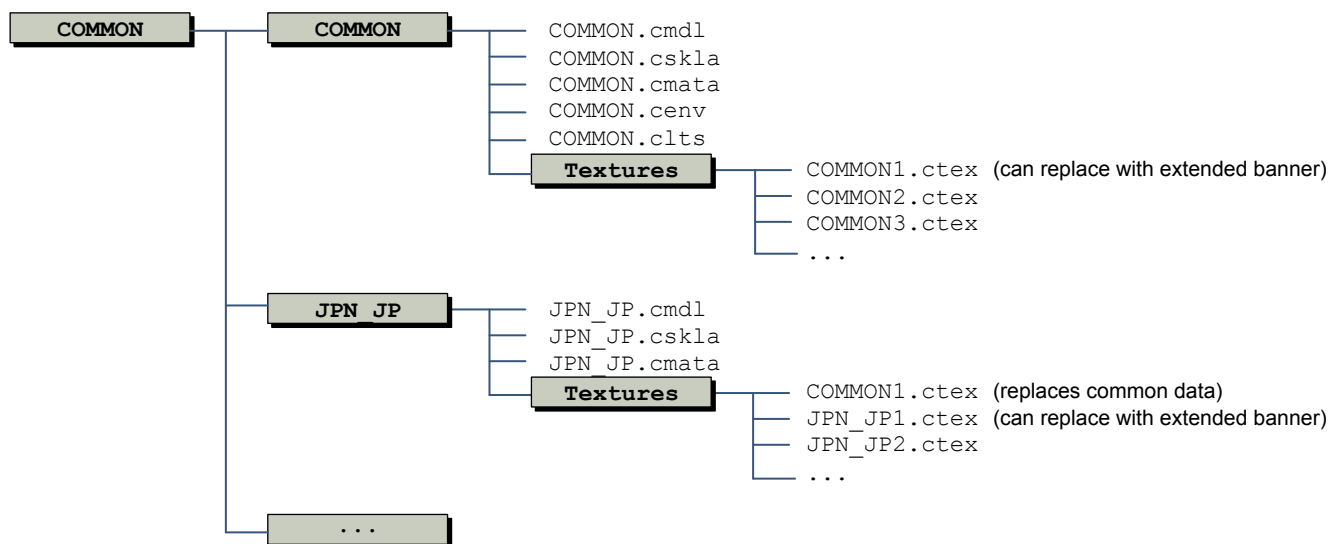 COMMON
COMMON
COMMON.cmdl
COMMON.cskla
COMMON.cmata
COMMON.cenv
COMMON.clts
Textures
COMMON1.ctex (can replace with extended banner)
COMMON2.ctex
COMMON3.ctex
...
JPN_JP
JPN_JP.cmdl
JPN_JP.cskla
JPN_JP.cmata
Textures
COMMON1.ctex (replaces common data)
JPN_JP1.ctex (can replace with extended banner)
JPN_JP2.ctex
...
...